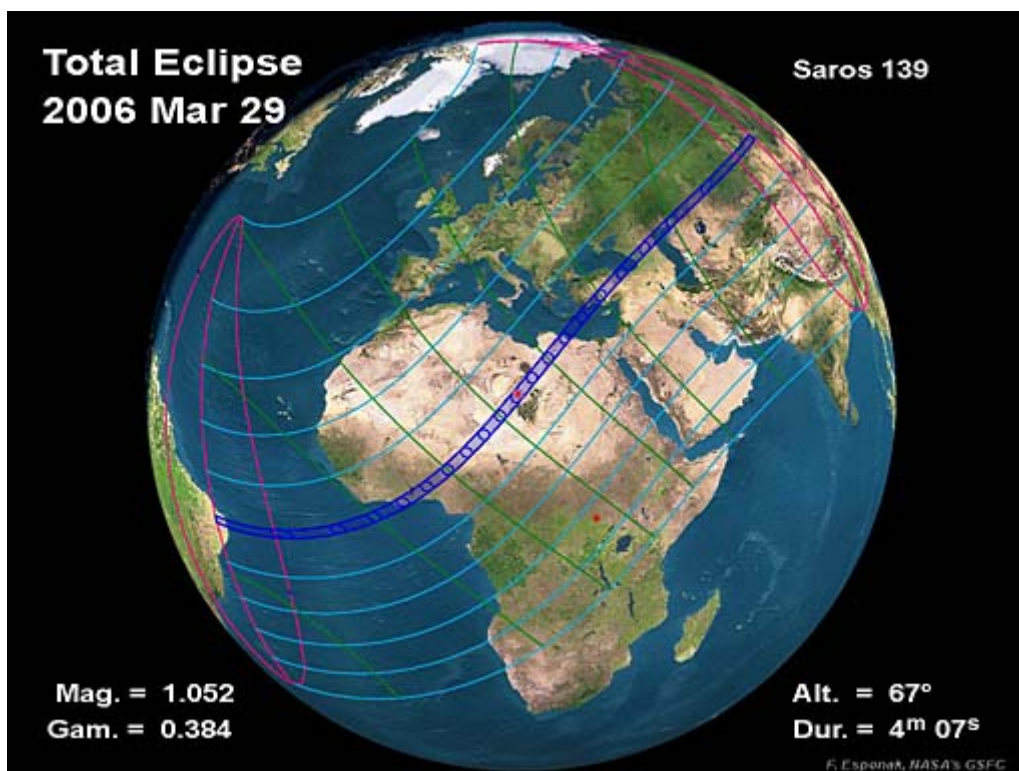 Total Eclipse
2006 Mar 29
Saros 139
Mag. = 1.052
Gam. = 0.384
Alt. = 67°
Dur. = 4ᵐ 07ˢ
F. Espenak, NASA's GSFC